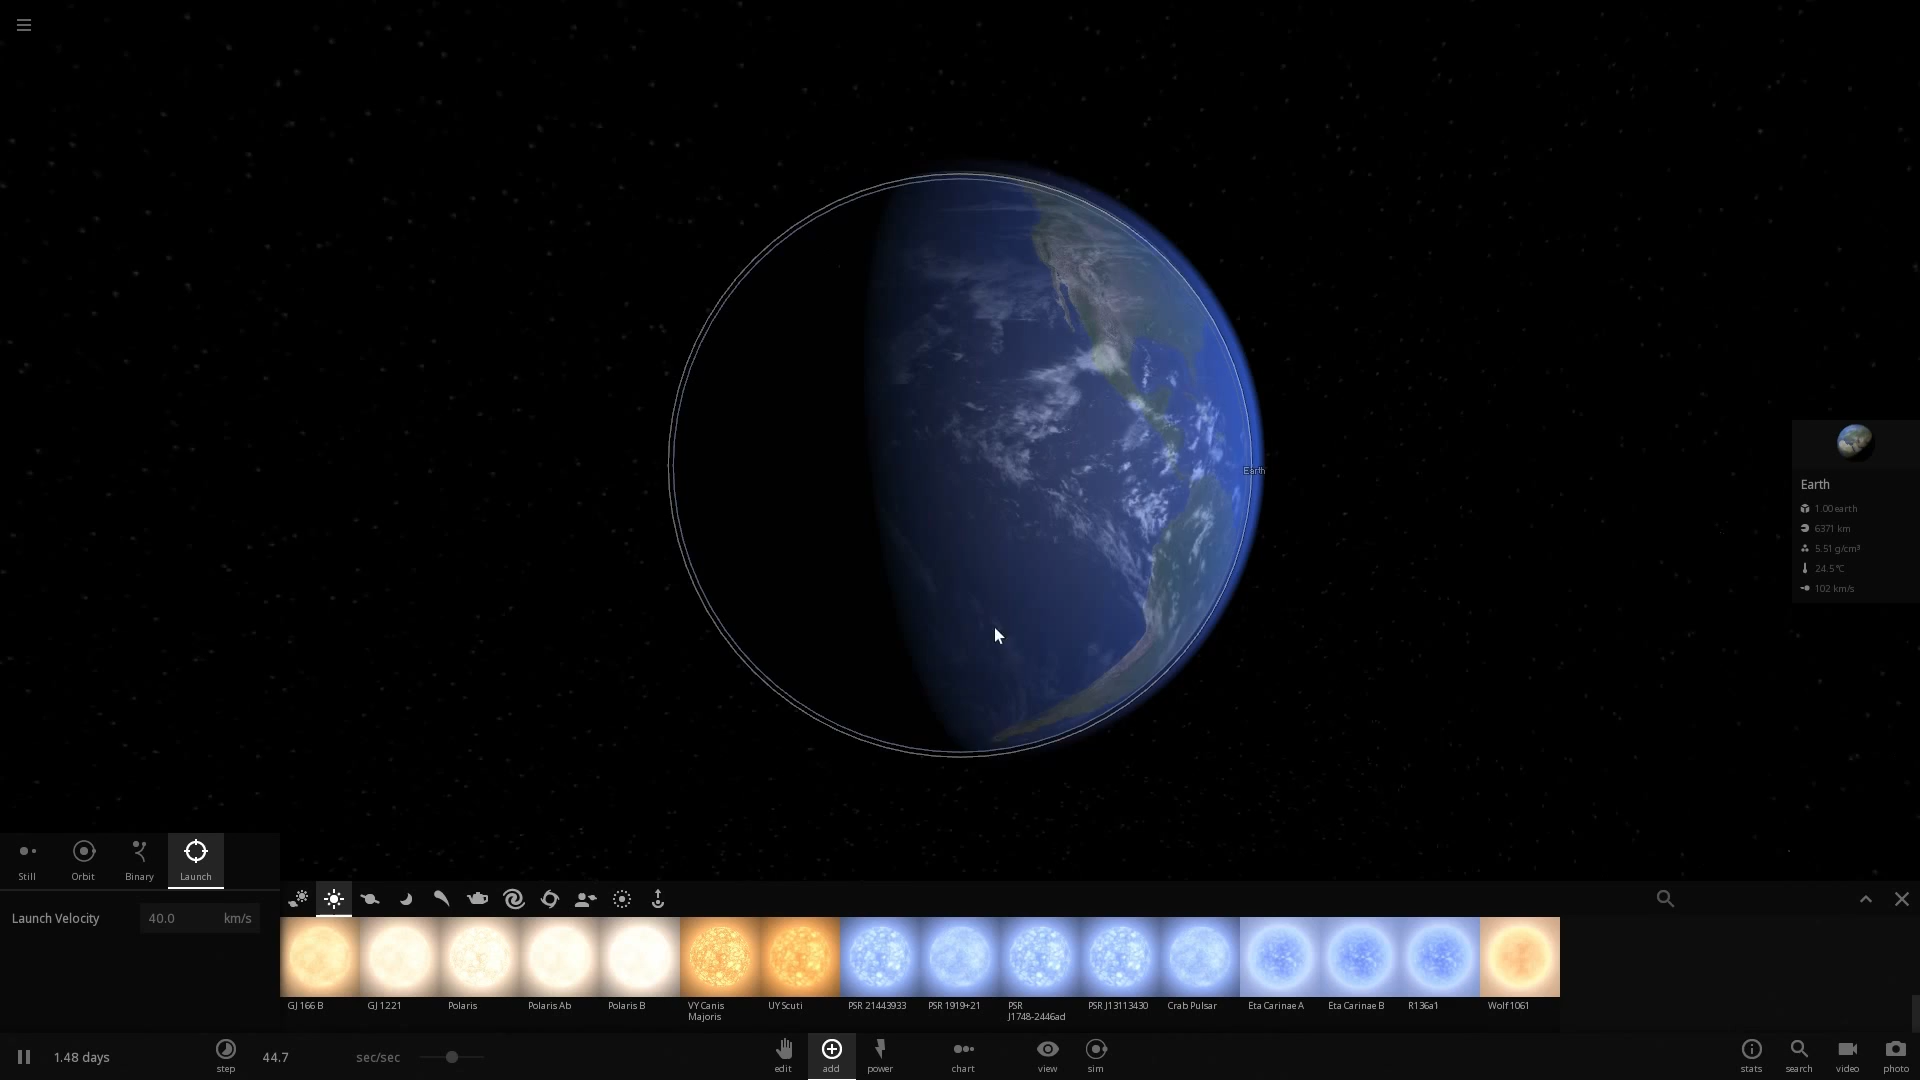 Earth
Earth
1.00 earth
6371 km
5.51 g/cm³
24.5 °C
102 km/s
Still
Orbit
Binary
Launch
Launch Velocity
40.0
km/s
GJ 166 B
GJ 1221
Polaris
Polaris Ab
Polaris B
VY Canis
Majoris
UY Scuti
PSR 21443933
PSR 1919+21
PSR
J1748-2446ad
PSR J13113430
Crab Pulsar
Eta Carinae A
Eta Carinae B
R136a1
Wolf 1061
1.48 days
step
44.7
sec/sec
edit
add
power
chart
view
sim
stats
search
video
photo